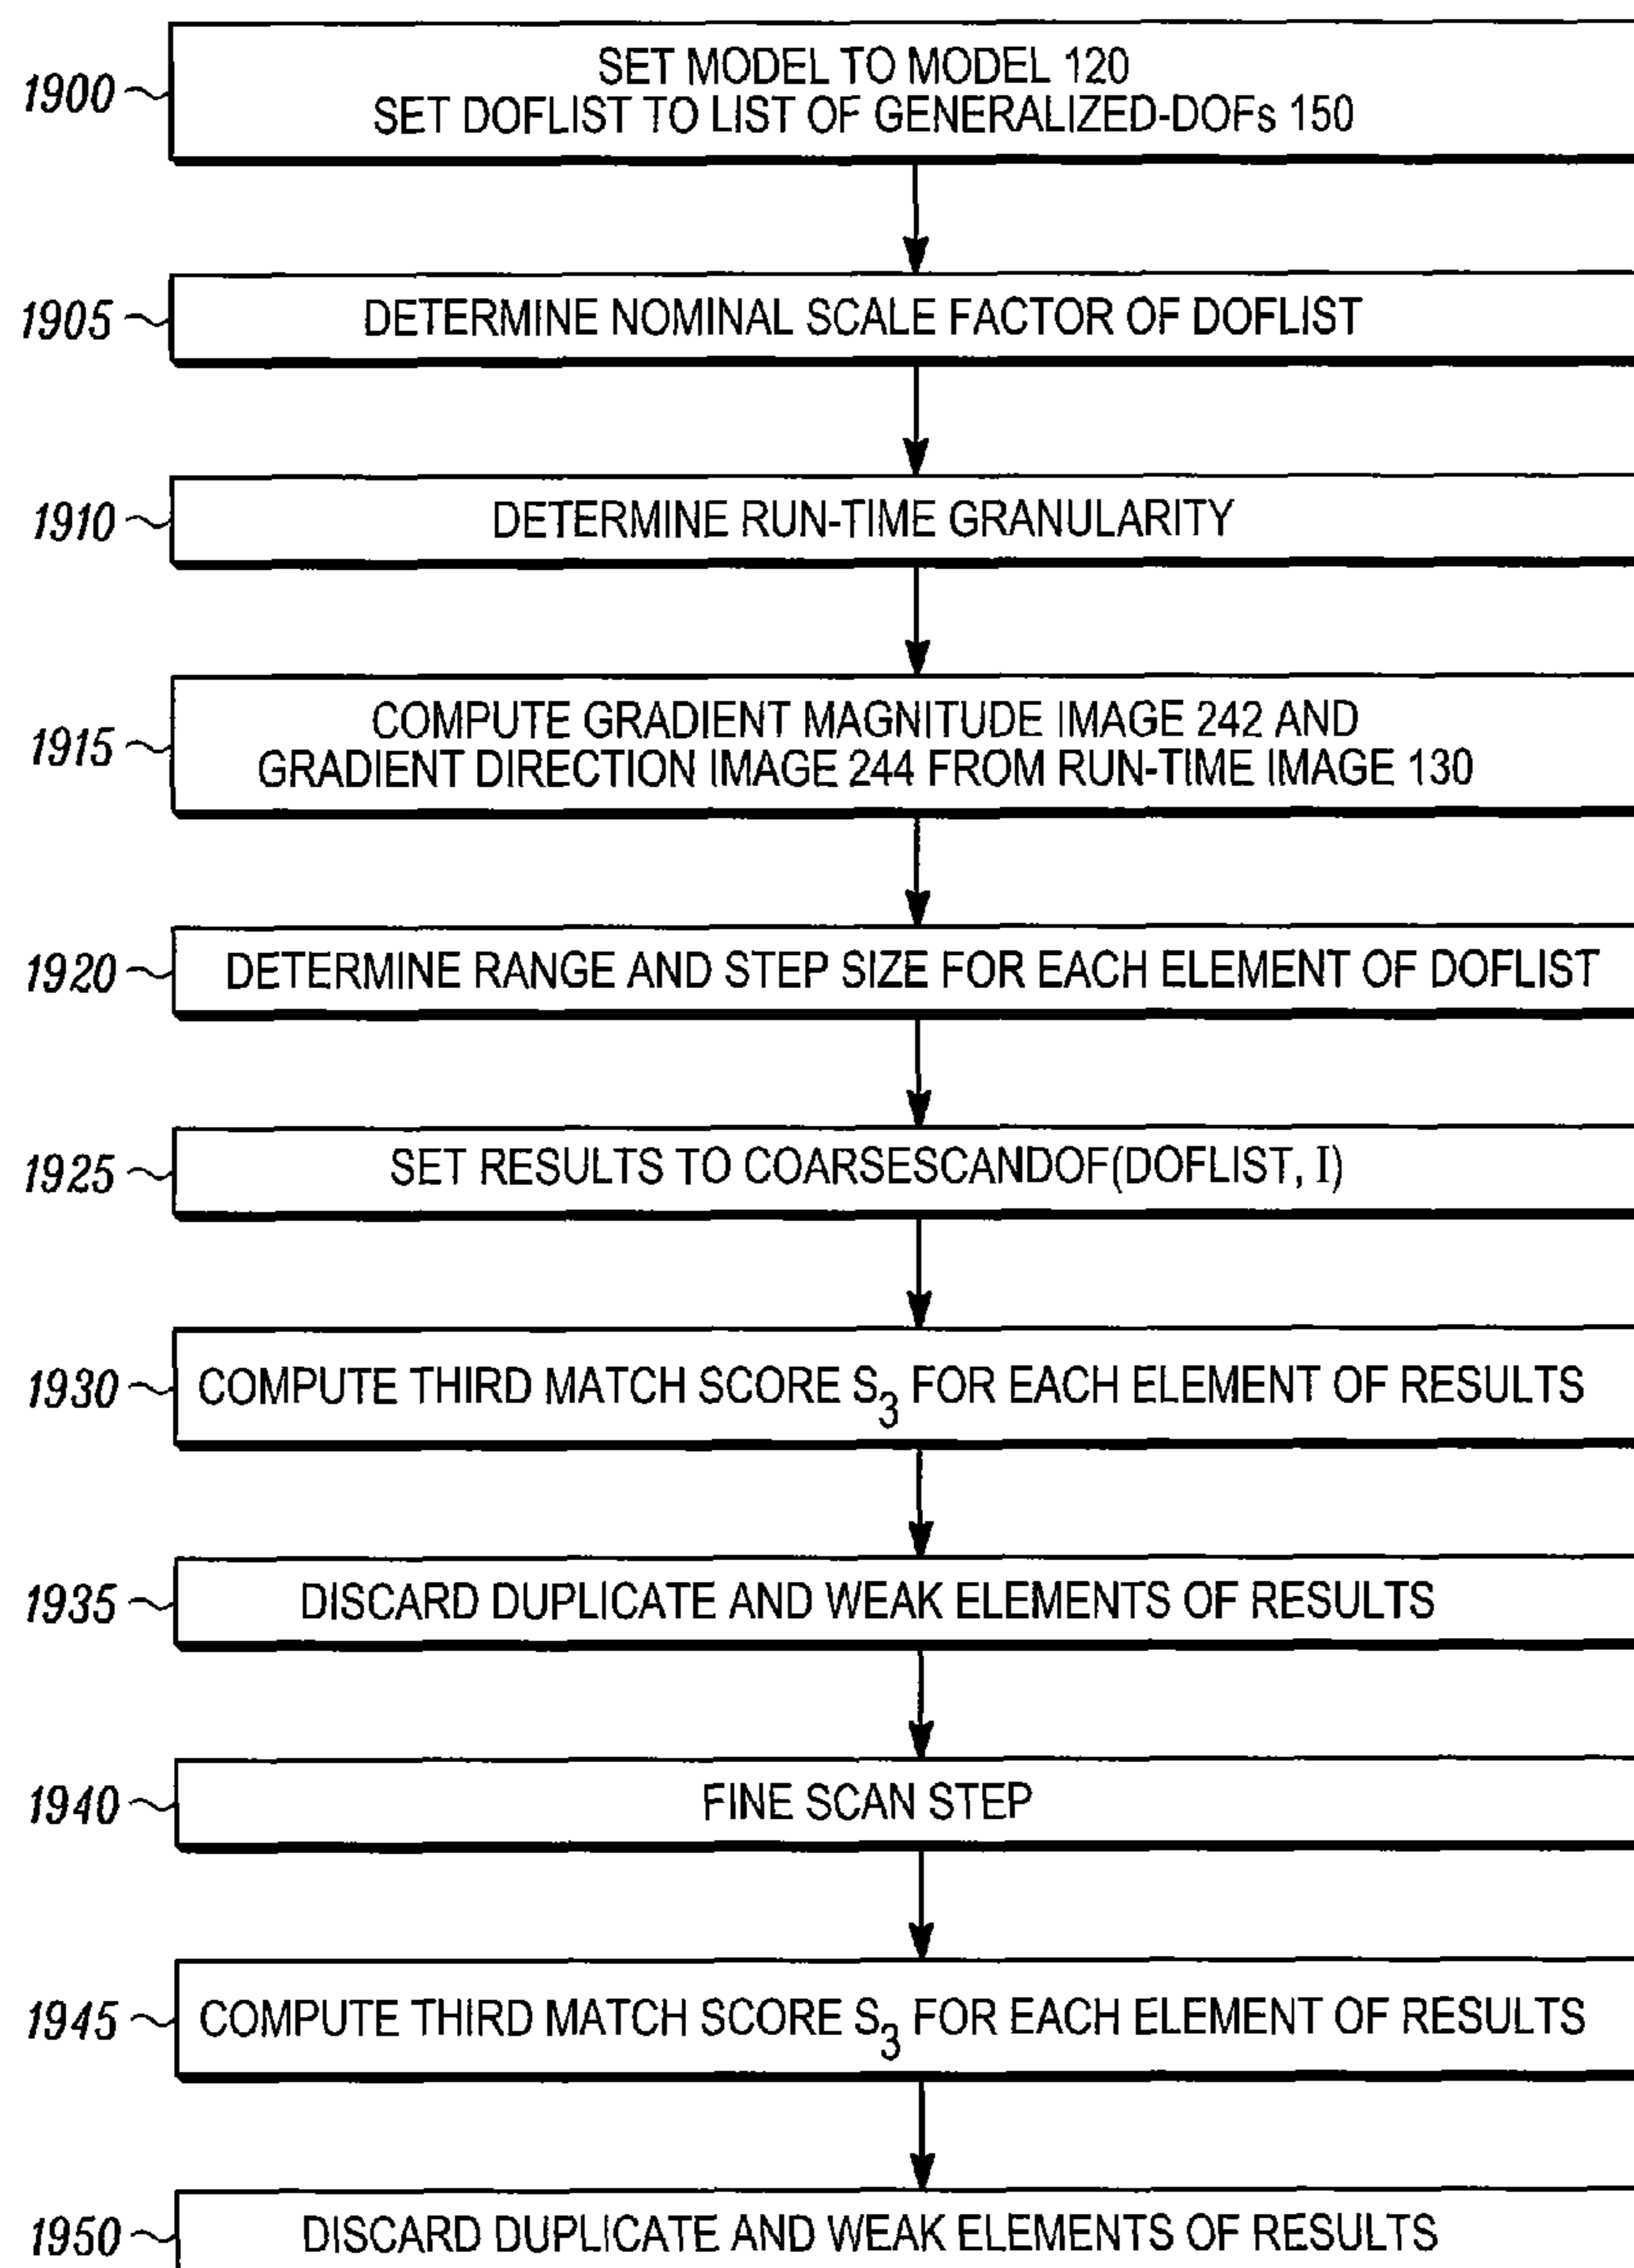 1900
SET MODEL TO MODEL 120
SET DOFLIST TO LIST OF GENERALIZED-DOFs 150
1905
DETERMINE NOMINAL SCALE FACTOR OF DOFLIST
1910
DETERMINE RUN-TIME GRANULARITY
1915
COMPUTE GRADIENT MAGNITUDE IMAGE 242 AND
GRADIENT DIRECTION IMAGE 244 FROM RUN-TIME IMAGE 130
1920
DETERMINE RANGE AND STEP SIZE FOR EACH ELEMENT OF DOFLIST
1925
SET RESULTS TO COARSESCANDOF(DOFLIST, I)
1930
COMPUTE THIRD MATCH SCORE S3 FOR EACH ELEMENT OF RESULTS
1935
DISCARD DUPLICATE AND WEAK ELEMENTS OF RESULTS
1940
FINE SCAN STEP
1945
COMPUTE THIRD MATCH SCORE S3 FOR EACH ELEMENT OF RESULTS
1950
DISCARD DUPLICATE AND WEAK ELEMENTS OF RESULTS